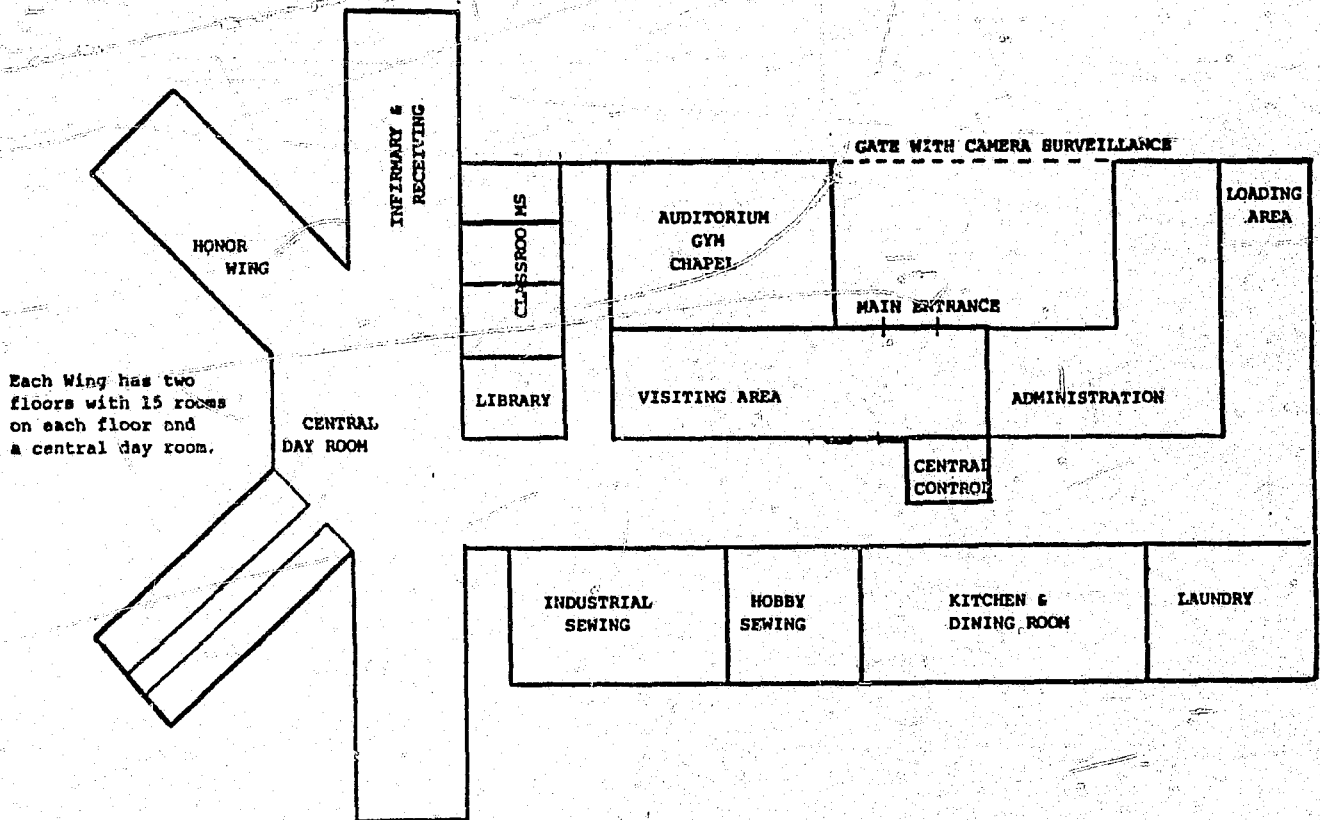 INFIRMARY &
RECEIVING
GATE WITH CAMERA SURVEILLANCE
LOADING
AREA
CLASSROOMS
AUDITORIUM
GYM
CHAPEL
HONOR
WING
MAIN ENTRANCE
Each Wing has two
floors with 15 rooms
on each floor and
a central day room.
LIBRARY
VISITING AREA
ADMINISTRATION
CENTRAL
DAY ROOM
CENTRAL
CONTROL
INDUSTRIAL
SEWING
HOBBY
SEWING
KITCHEN &
DINING ROOM
LAUNDRY